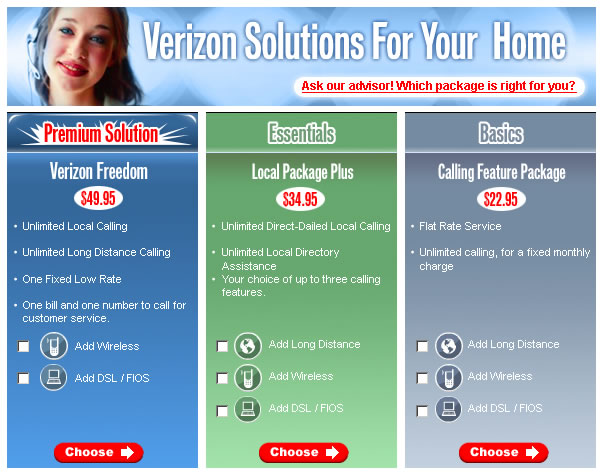 Verizon Solutions For Your Home
Ask our advisor! Which package is right for you?
Premium Solution
Verizon Freedom
$49.95
• Unlimited Local Calling
• Unlimited Long Distance Calling
• One Fixed Low Rate
• One bill and one number to call for
customer service.
Add Wireless
Add DSL / FIOS
Choose
Essentials
Local Package Plus
$34.95
• Unlimited Direct-Dailed Local Calling
• Unlimited Local Directory
Assistance
• Your choice of up to three calling
features.
Add Long Distance
Add Wireless
Add DSL / FIOS
Choose
Basics
Calling Feature Package
$22.95
• Flat Rate Service
• Unlimited calling, for a fixed monthly
charge
Add Long Distance
Add Wireless
Add DSL / FIOS
Choose